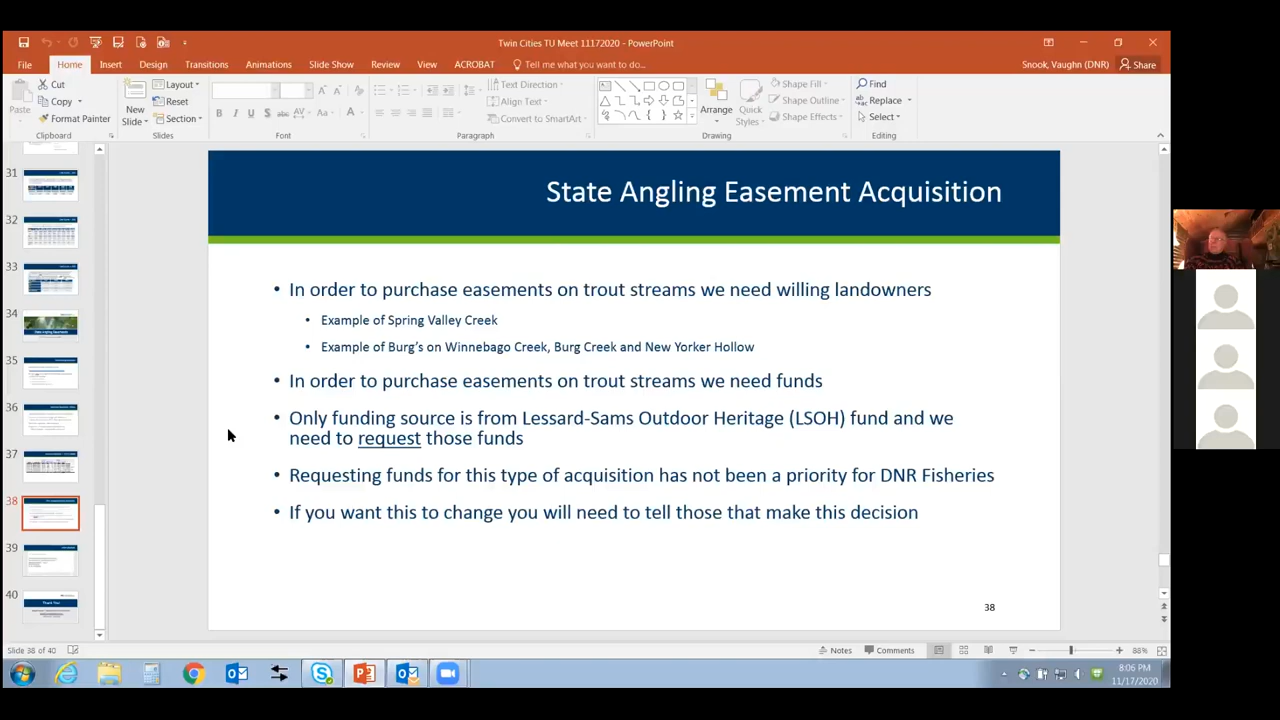 Twin Cities TU Meet 11172020 - PowerPoint
File Home Insert Design Transitions Animations Slide Show Review View ACROBAT Tell me what you want to do... Snook, Vaughn (DNR) Share
Cut
Copy
Format Painter
Paste
Clipboard
New Slide
Layout
Reset
Section
Slides
Font
Text Direction
Align Text
Convert to SmartArt
Paragraph
Arrange
Quick Styles
Shape Fill
Shape Outline
Shape Effects
Drawing
Find
Replace
Select
Editing
31
32
33
34
35
36
37
38
39
40
Thank You
State Angling Easement Acquisition
• In order to purchase easements on trout streams we need willing landowners
• Example of Spring Valley Creek
• Example of Burg's on Winnebago Creek, Burg Creek and New Yorker Hollow
• In order to purchase easements on trout streams we need funds
• Only funding source is from Lessard-Sams Outdoor Heritage (LSOH) fund and we
need to request those funds
• Requesting funds for this type of acquisition has not been a priority for DNR Fisheries
• If you want this to change you will need to tell those that make this decision
38
Slide 38 of 40
Notes Comments 88%
8:06 PM
11/17/2020